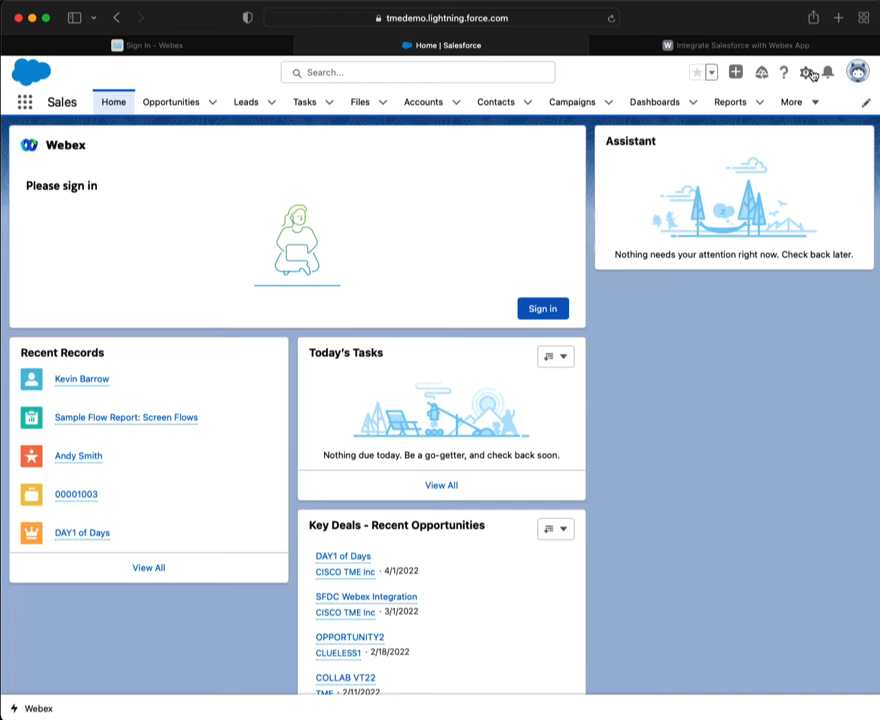 tmedemo.lightning.force.com
Sign In - Webex
Home | Salesforce
W Integrate Salesforce with Webex App
Search...
Sales
Home
Opportunities
Leads
Tasks
Files
Accounts
Contacts
Campaigns
Dashboards
Reports
More
Webex
Please sign in
Sign in
Assistant
Nothing needs your attention right now. Check back later.
Recent Records
Kevin Barrow
Sample Flow Report: Screen Flows
Andy Smith
00001003
DAY1 of Days
View All
Today's Tasks
Nothing due today. Be a go-getter, and check back soon.
View All
Key Deals - Recent Opportunities
DAY1 of Days
CISCO TME Inc · 4/1/2022
SFDC Webex Integration
CISCO TME Inc · 3/1/2022
OPPORTUNITY2
CLUELESS1 · 2/18/2022
COLLAB VT22
TME · 2/11/2022
Webex